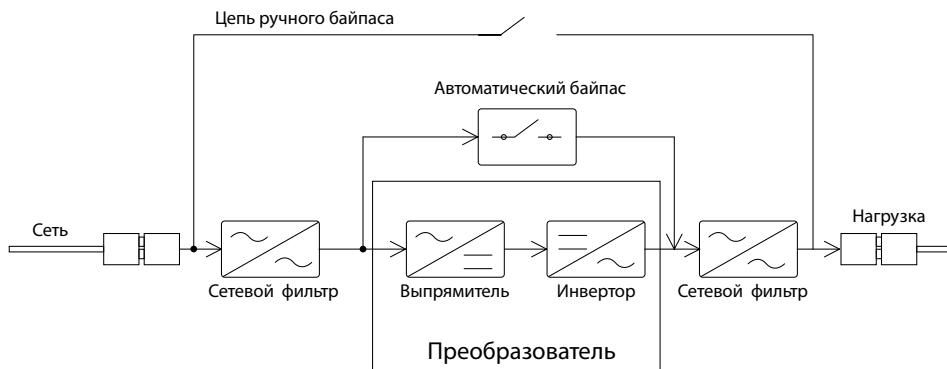 Цепь ручного байпаса
Автоматический байпас
Сеть
Нагрузка
Сетевой фильтр
Выпрямитель
Инвертор
Сетевой фильтр
Преобразователь